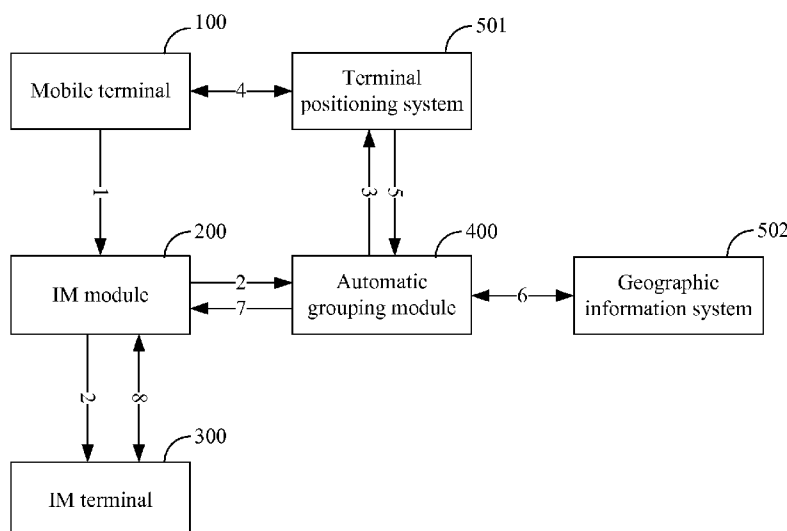 100
501
Mobile terminal
4
Terminal
positioning system
1
3
5
200
400
502
IM module
2
7
Automatic
grouping module
6
Geographic
information system
2
8
300
IM terminal